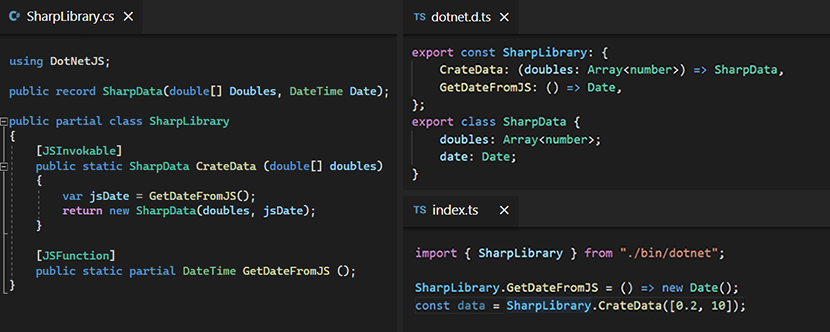 SharpLibrary.cs
using DotNetJS;
public record SharpData(double[] Doubles, DateTime Date);
public partial class SharpLibrary
{
    [JSInvokable]
    public static SharpData CrateData (double[] doubles)
    {
        var jsDate = GetDateFromJS();
        return new SharpData(doubles, jsDate);
    }
    [JSFunction]
    public static partial DateTime GetDateFromJS ();
}
TS dotnet.d.ts
export const SharpLibrary: {
    CrateData: (doubles: Array<number>) => SharpData,
    GetDateFromJS: () => Date,
};
export class SharpData {
    doubles: Array<number>;
    date: Date;
}
TS index.ts
import { SharpLibrary } from "./bin/dotnet";
SharpLibrary.GetDateFromJS = () => new Date();
const data = SharpLibrary.CrateData([0.2, 10]);